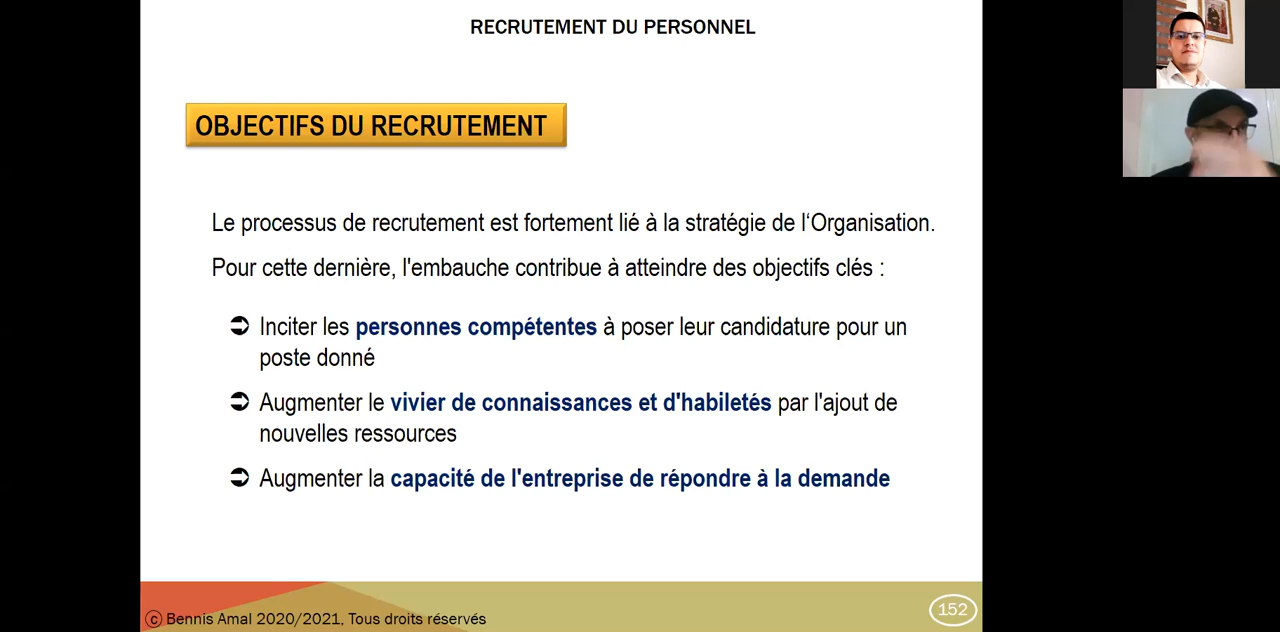 RECRUTEMENT DU PERSONNEL
OBJECTIFS DU RECRUTEMENT
Le processus de recrutement est fortement lié à la stratégie de l‘Organisation.
Pour cette dernière, l'embauche contribue à atteindre des objectifs clés :
➲ Inciter les personnes compétentes à poser leur candidature pour un
poste donné
➲ Augmenter le vivier de connaissances et d'habiletés par l'ajout de
nouvelles ressources
➲ Augmenter la capacité de l'entreprise de répondre à la demande
© Bennis Amal 2020/2021, Tous droits réservés
152